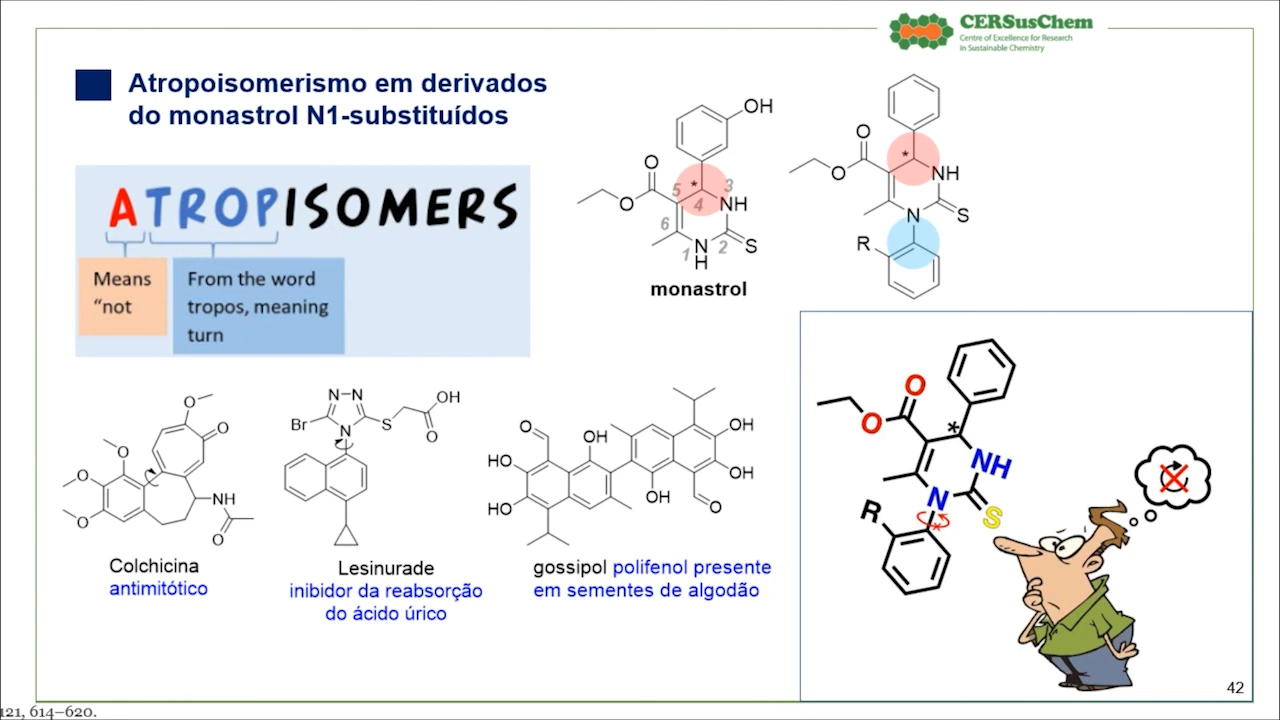 CERSusChem
Centre of Excellence for Research
in Sustainable Chemistry
Atropoisomerismo em derivados
do monastrol N1-substituídos
ATROPISOMERS
Means
“not
From the word
tropos, meaning
turn
OH
O
O
5
*
4
3
NH
6
1
N
H
2
S
monastrol
O
O
*
NH
N
S
R
O
O
O
O
O
NH
O
Colchicina
antimitótico
N
N
Br
N
S
OH
O
Lesinurade
inibidor da reabsorção
do ácido úrico
O
OH
HO
HO
OH
OH
OH
O
gossipol polifenol presente
em sementes de algodão
O
O
*
NH
N
S
R
42
121, 614–620.